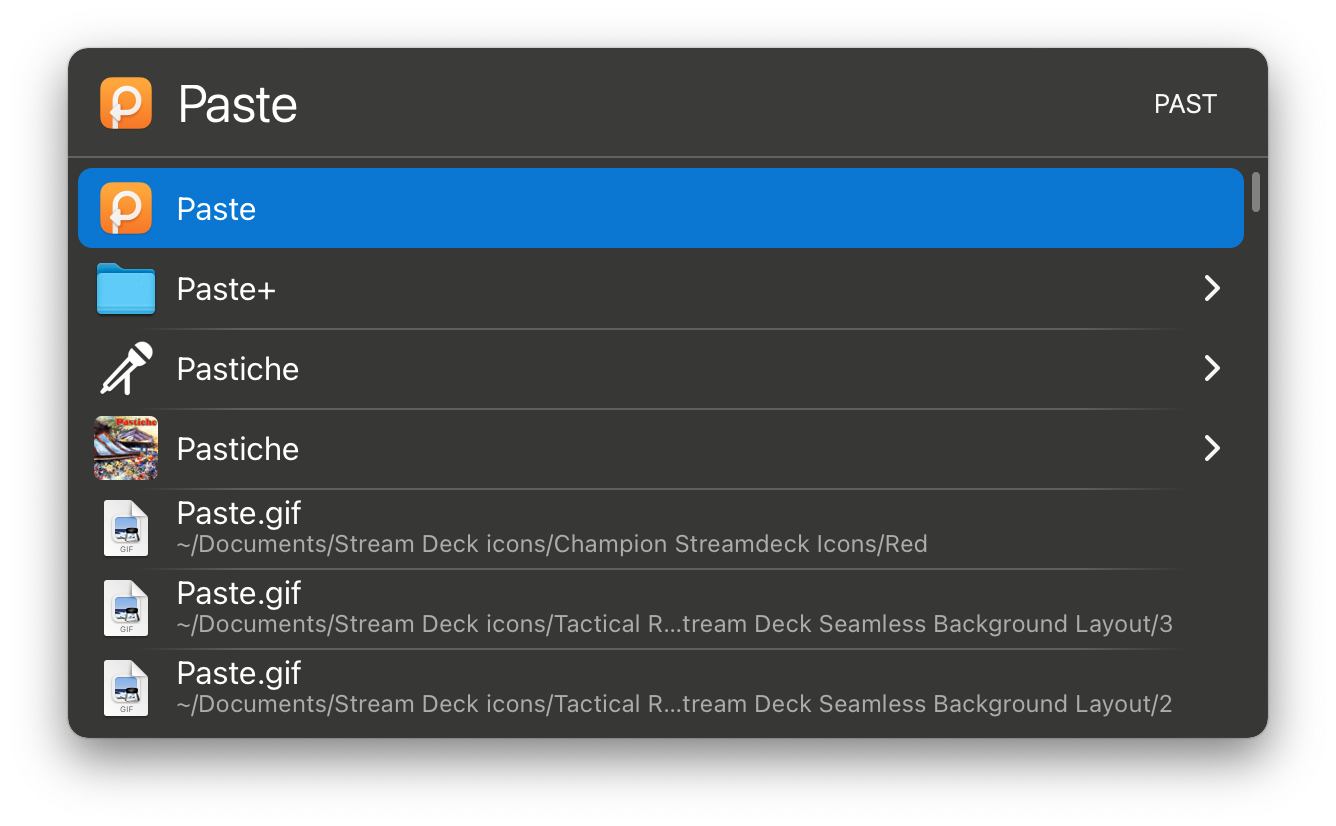 Paste
PAST
Paste
Paste+
Pastiche
Pastiche
Pastiche
Paste.gif
GIF
~/Documents/Stream Deck icons/Champion Streamdeck Icons/Red
Paste.gif
GIF
~/Documents/Stream Deck icons/Tactical R...tream Deck Seamless Background Layout/3
Paste.gif
GIF
~/Documents/Stream Deck icons/Tactical R...tream Deck Seamless Background Layout/2